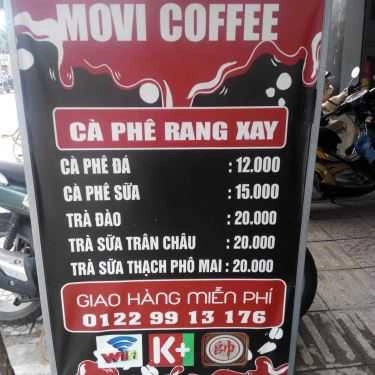 MOVI COFFEE
CÀ PHÊ RANG XAY
CÀ PHÊ ĐÁ : 12.000
CÀ PHÊ SỮA : 15.000
TRÀ ĐÀO : 20.000
TRÀ SỮA TRÂN CHÂU : 20.000
TRÀ SỮA THẠCH PHÔ MAI : 20.000
GIAO HÀNG MIỄN PHÍ
0122 99 13 176
WiFi K+